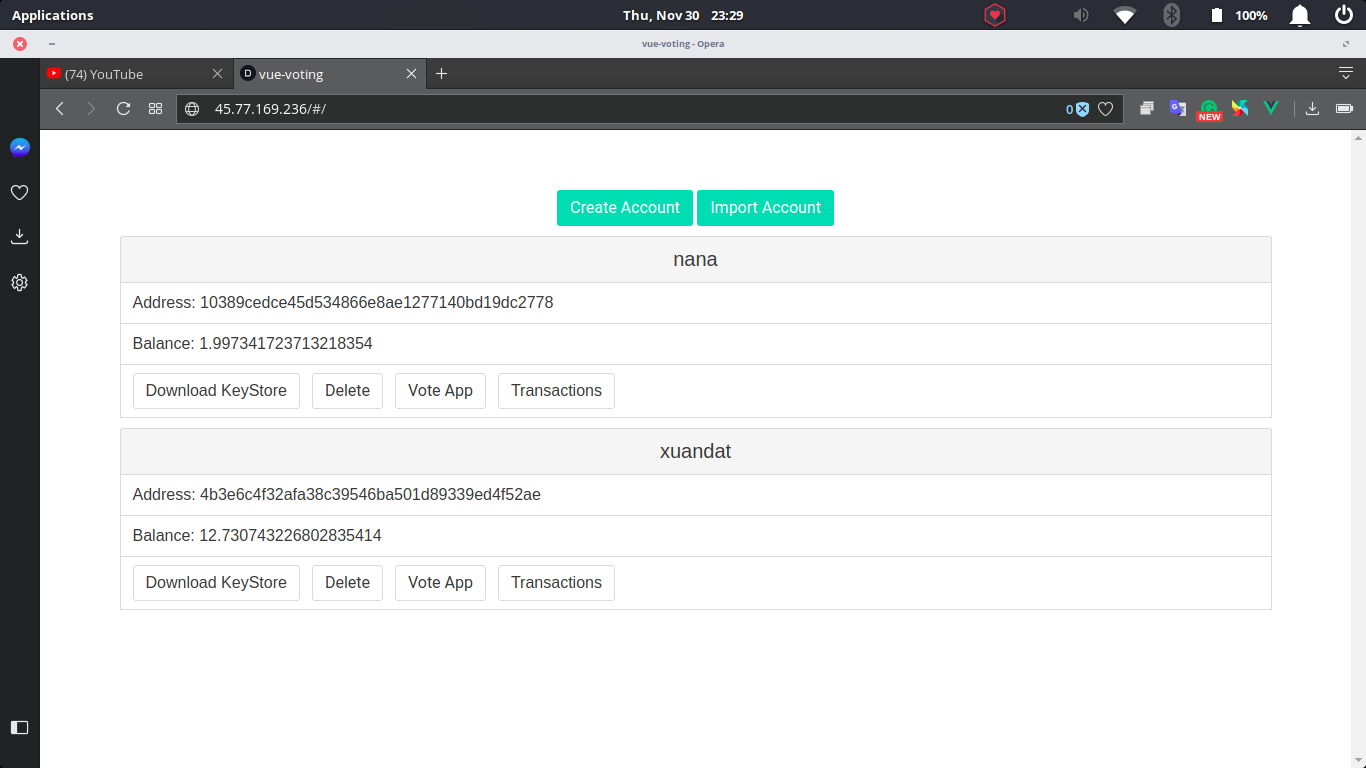 Applications
Thu, Nov 30 23:29
100%
vue-voting - Opera
(74) YouTube
D vue-voting
45.77.169.236/#/
0
G
NEW
Create Account
Import Account
nana
Address: 10389cedce45d534866e8ae1277140bd19dc2778
Balance: 1.997341723713218354
Download KeyStore
Delete
Vote App
Transactions
xuandat
Address: 4b3e6c4f32afa38c39546ba501d89339ed4f52ae
Balance: 12.730743226802835414
Download KeyStore
Delete
Vote App
Transactions